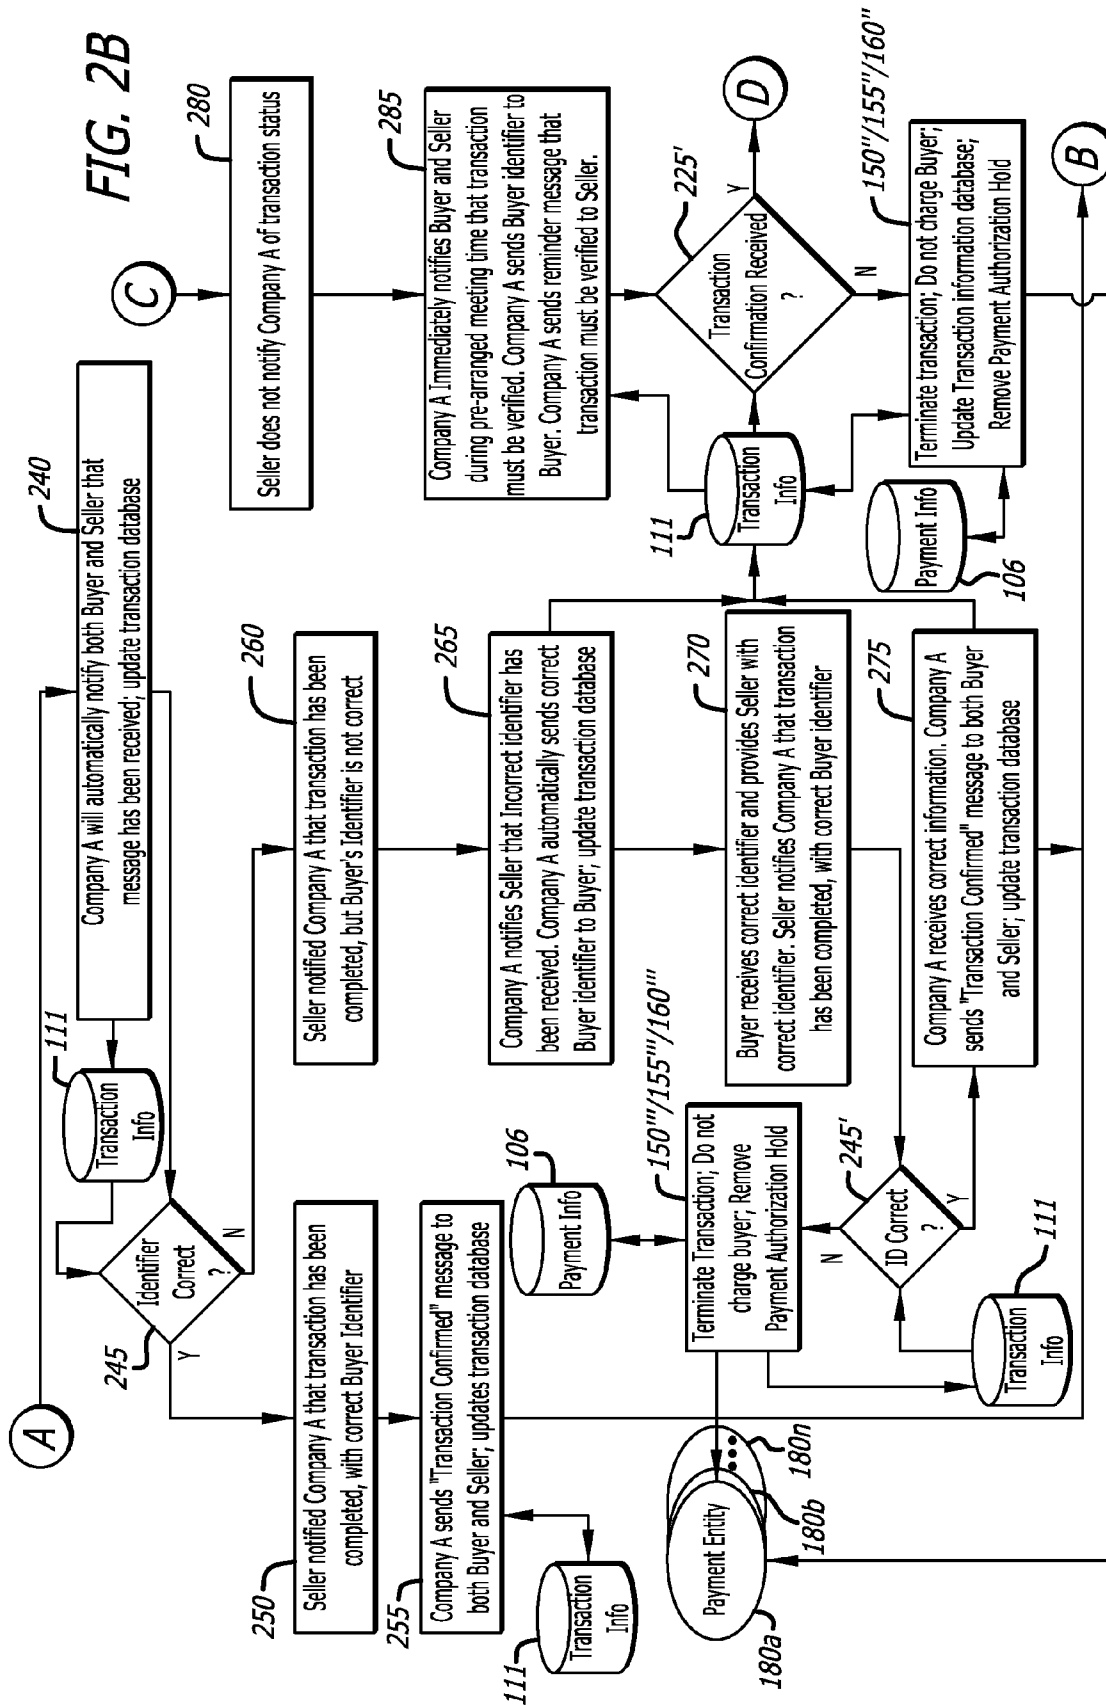 FIG. 2B
A
240
Company A will automatically notify both Buyer and Seller that
message has been received; update transaction database
111
Transaction
Info
245
Identifier
Correct
?
Y
N
250
Seller notified Company A that transaction has been
completed, with correct Buyer Identifier
255
Company A sends "Transaction Confirmed" message to
both Buyer and Seller; updates transaction database
111
Transaction
Info
260
Seller notified Company A that transaction has been
completed, but Buyer's Identifier is not correct
265
Company A notifies Seller that Incorrect identifier has
been received. Company A automatically sends correct
Buyer identifier to Buyer; update transaction database
270
Buyer receives correct identifier and provides Seller with
correct identifier. Seller notifies Company A that transaction
has been completed, with correct Buyer identifier
245'
ID Correct
?
N
Y
111
Transaction
Info
275
Company A receives correct information. Company A
sends "Transaction Confirmed" message to both Buyer
and Seller; update transaction database
150'''/155'''/160'''
Terminate Transaction; Do not
charge buyer; Remove
Payment Authorization Hold
106
Payment Info
Payment Entity
180a
180b
180n
C
280
Seller does not notify Company A of transaction status
285
Company A Immediately notifies Buyer and Seller
during pre-arranged meeting time that transaction
must be verified. Company A sends Buyer identifier to
Buyer. Company A sends reminder message that
transaction must be verified to Seller.
111
Transaction
Info
225'
Transaction
Confirmation Received
?
Y
N
D
150''/155''/160''
Terminate transaction; Do not charge Buyer;
Update Transaction information database;
Remove Payment Authorization Hold
Payment Info
106
B